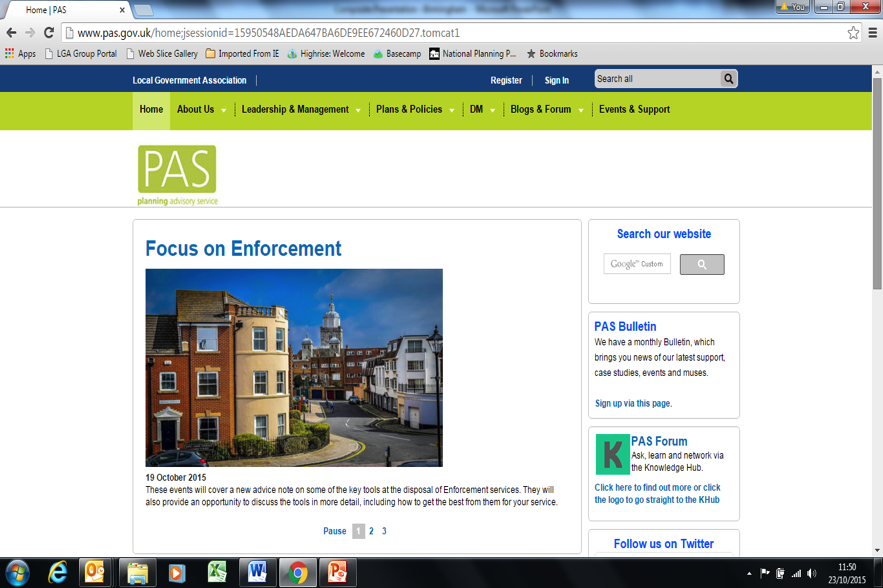 Home | PAS
Composite Presentation - Birmingham - Microsoft PowerPoint
You
www.pas.gov.uk/home;jsessionid=15950548AEDA647BA6DE9EE672460D27.tomcat1
Apps LGA Group Portal Web Slice Gallery Imported From IE Highrise: Welcome Basecamp National Planning P... Bookmarks
Local Government Association Register Sign In Search all
Home About Us Leadership & Management Plans & Policies DM Blogs & Forum Events & Support
PAS
planning advisory service
Focus on Enforcement
19 October 2015
These events will cover a new advice note on some of the key tools at the disposal of Enforcement services. They will
also provide an opportunity to discuss the tools in more detail, including how to get the best from them for your service.
Pause 1 2 3
Search our website
Google™ Custom
PAS Bulletin
We have a monthly Bulletin, which
brings you news of our latest support,
case studies, events and muses.
Sign up via this page.
K
PAS Forum
Ask, learn and network via
the Knowledge Hub.
Click here to find out more or click
the logo to go straight to the KHub
Follow us on Twitter
11:50
23/10/2015